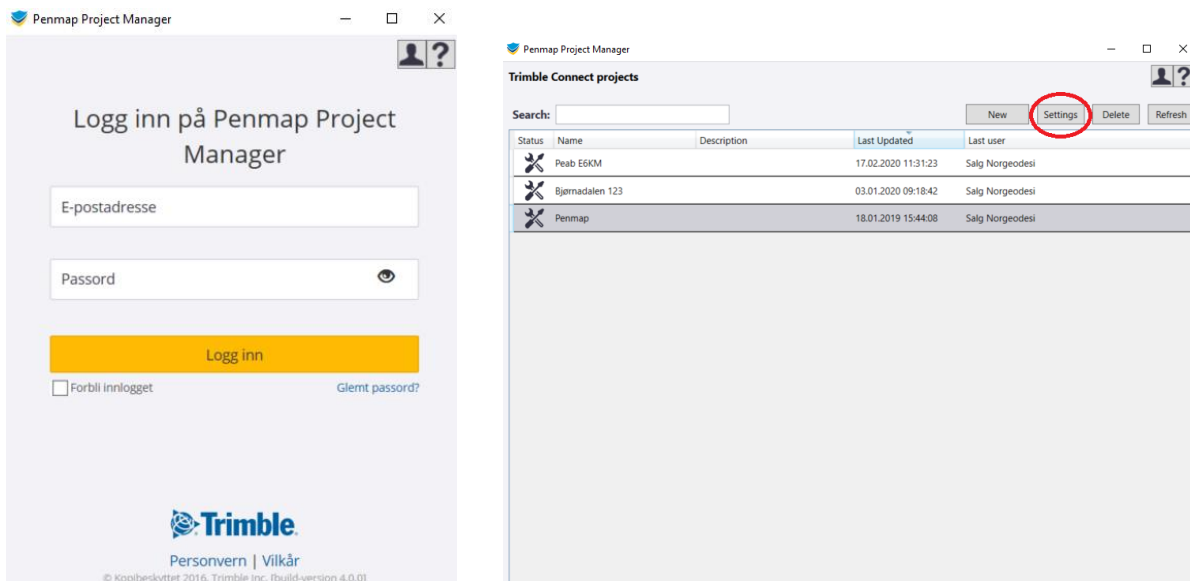 Penmap Project Manager
Logg inn på Penmap Project
Manager
E-postadresse
Passord
Logg inn
Forbli innlogget
Glemt passord?
Trimble.
Personvern | Vilkår
© Kopibeskyttet 2016, Trimble Inc. [build-version 4.0.0]
Penmap Project Manager
Trimble Connect projects
Search:
New Settings Delete Refresh
Status Name Description Last Updated Last user
Peab E6KM 17.02.2020 11:31:23 Salg Norgeodesi
Bjørnadalen 123 03.01.2020 09:18:42 Salg Norgeodesi
Penmap 18.01.2019 15:44:08 Salg Norgeodesi